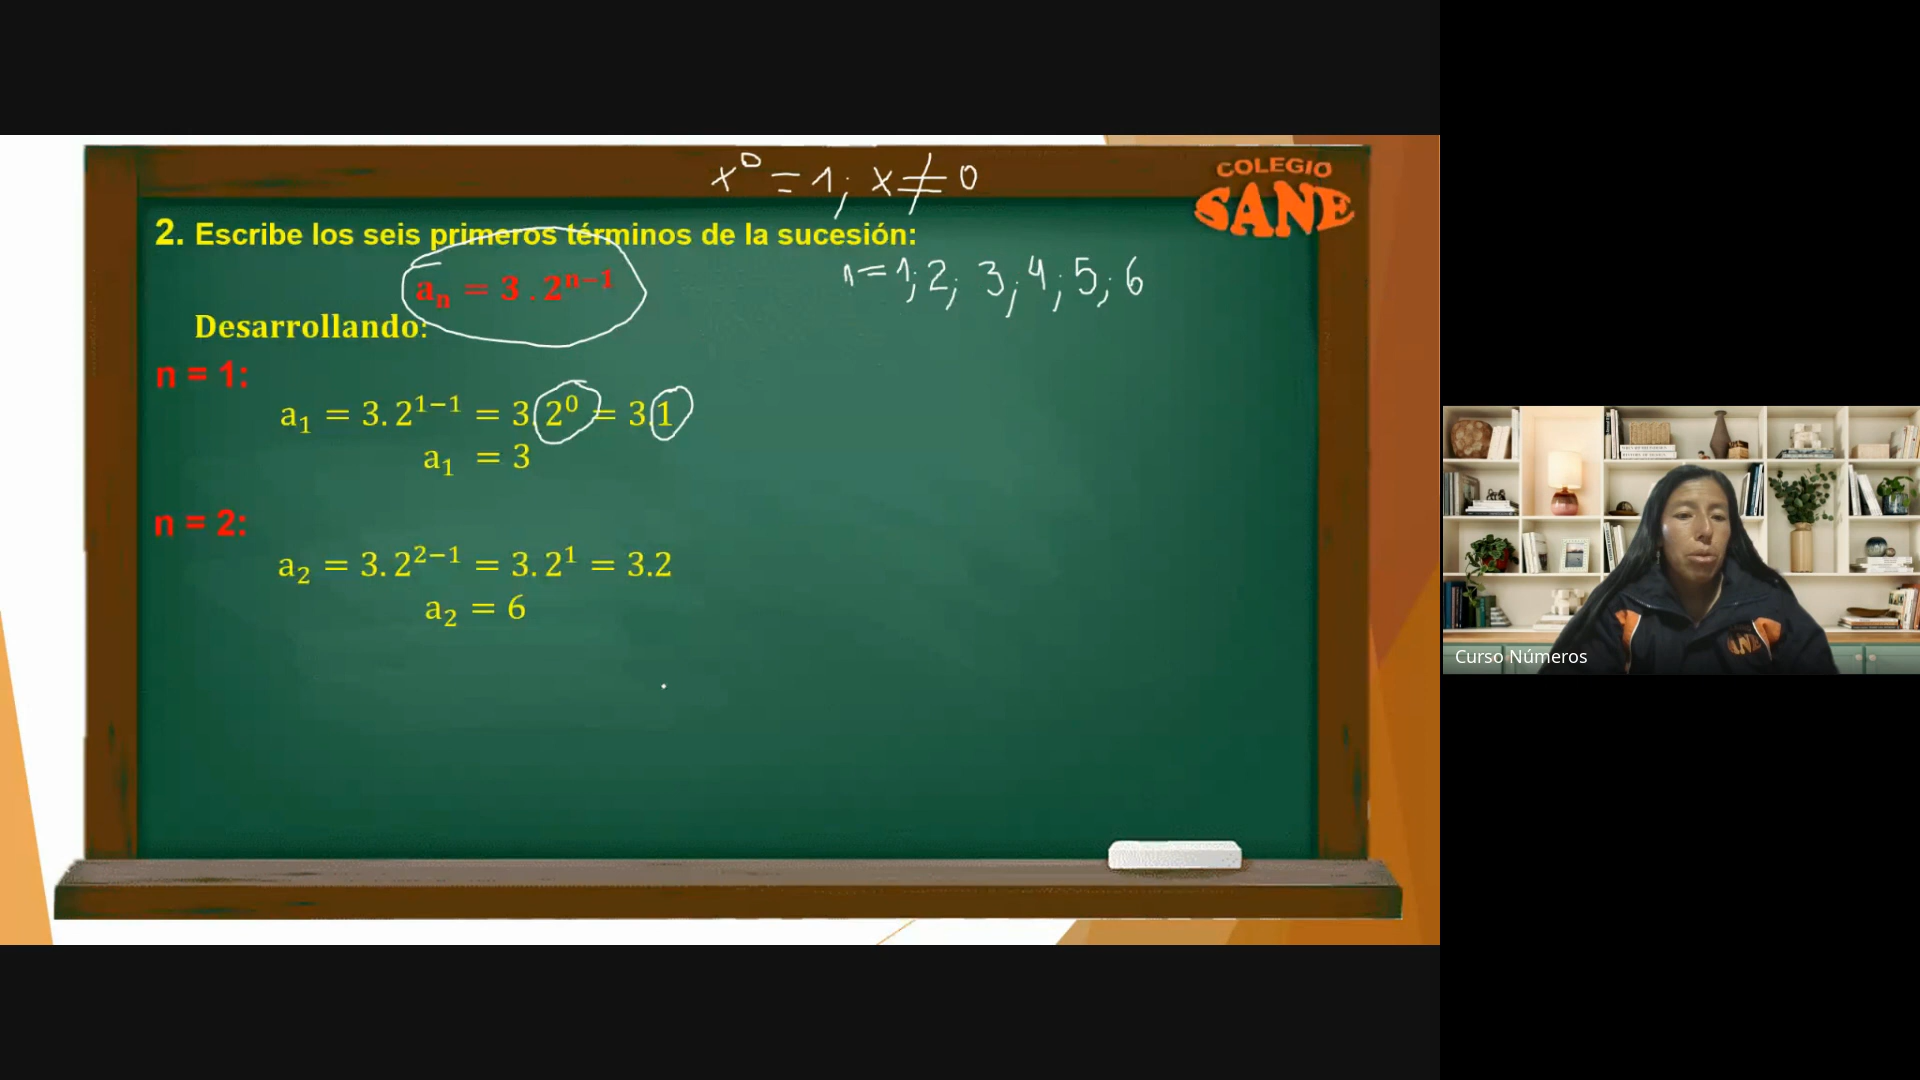 x⁰ = 1; x ≠ 0
COLEGIO
SANE
2. Escribe los seis primeros términos de la sucesión:
aₙ = 3 . 2ⁿ⁻¹
n = 1; 2; 3; 4; 5; 6
Desarrollando:
n = 1:
a₁ = 3. 2¹⁻¹ = 3. 2⁰ = 3.1
a₁ = 3
n = 2:
a₂ = 3. 2²⁻¹ = 3. 2¹ = 3.2
a₂ = 6
Curso Números